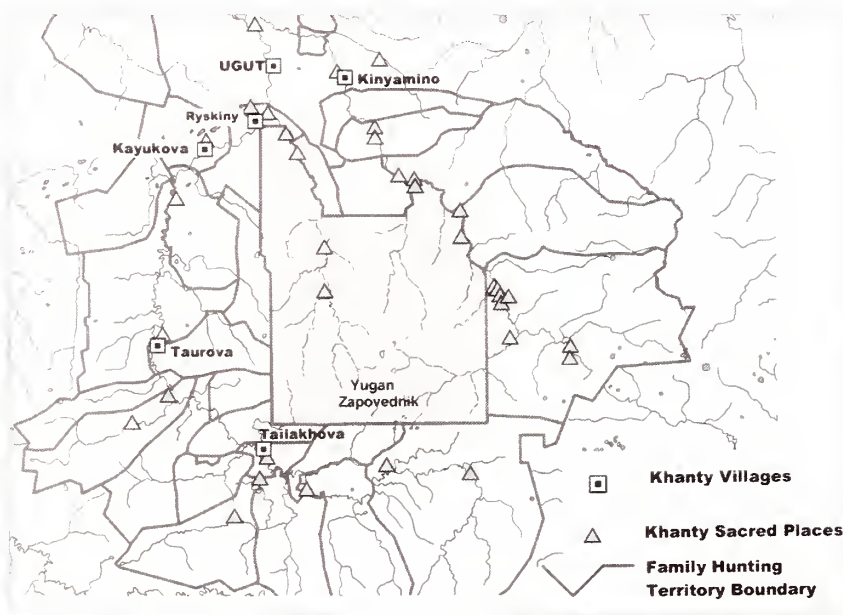 UGUT
Kinyamino
Ryskiny
Kayukova
Taurova
Yugan
Zapovednik
Tailakhova
Khanty Villages
Khanty Sacred Places
Family Hunting
Territory Boundary